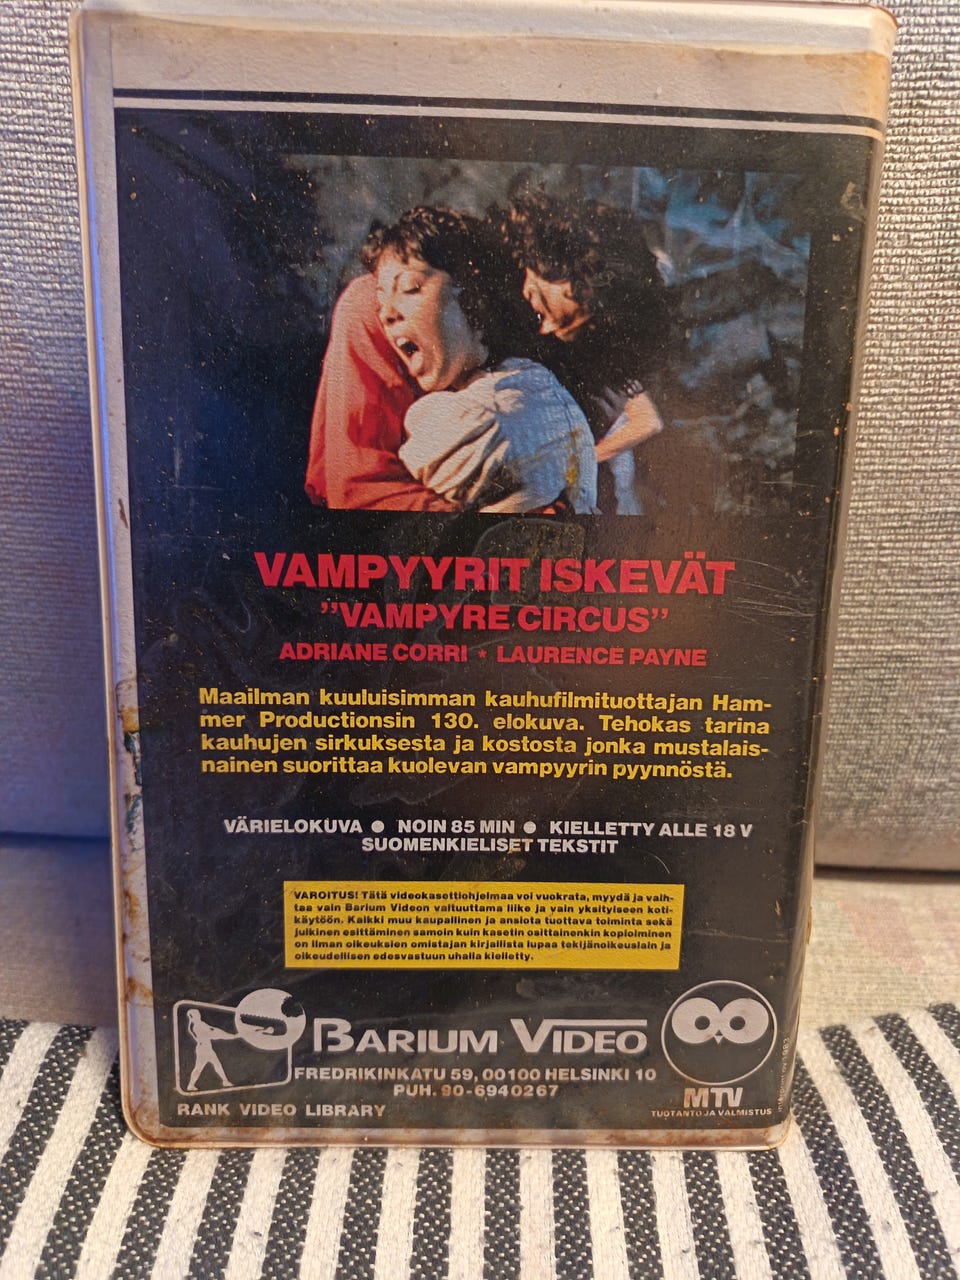 VAMPYYRIT ISKEVÄT
”VAMPYRE CIRCUS”
ADRIANE CORRI * LAURENCE PAYNE
Maailman kuuluisimman kauhufilmituottajan Ham-
mer Productionsin 130. elokuva. Tehokas tarina
kauhujen sirkuksesta ja kostosta jonka mustalais-
nainen suorittaa kuolevan vampyyrin pyynnöstä.
VÄRIELOKUVA ● NOIN 85 MIN ● KIELLETTY ALLE 18 V
SUOMENKIELISET TEKSTIT
VAROITUS! Tätä videokasettiohjelmaa voi vuokrata, myydä ja vaih-
taa vain Barium Videon valtuuttama liike ja vain yksityiseen koti-
käytöön. Kaikki muu kaupallinen ja ansiota tuottava toiminta sekä
julkinen esittäminen samoin kuin kasetin osittainenkin kopioiminen
on ilman oikeuksien omistajan kirjallista lupaa tekijänoikeuslain ja
oikeudellisen edesvastuun uhalla kielletty.
BARIUM VIDEO
FREDRIKINKATU 59, 00100 HELSINKI 10
PUH. 90-6940267
RANK VIDEO LIBRARY
MTV
TUOTANTO JA VALMISTUS